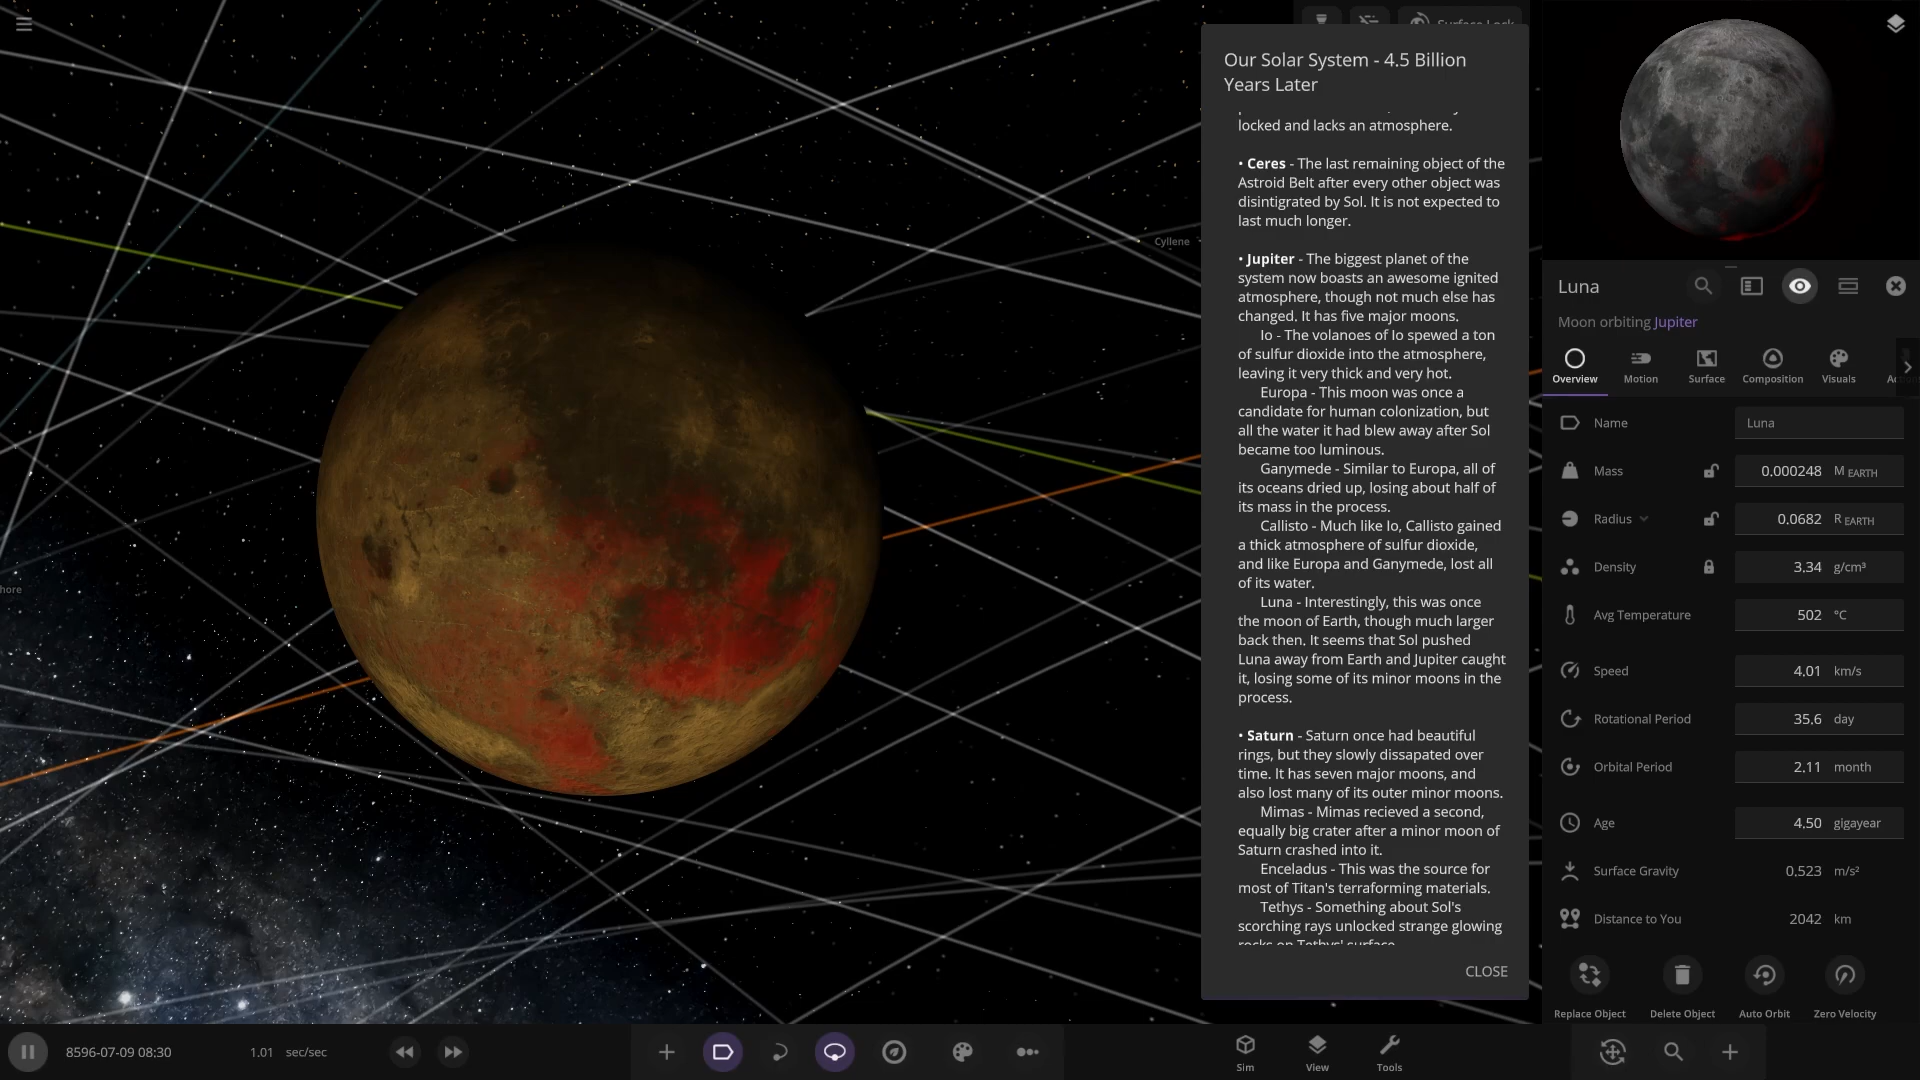 Surface Lock
Our Solar System - 4.5 Billion
Years Later
locked and lacks an atmosphere.
• Ceres - The last remaining object of the
Astroid Belt after every other object was
disintigrated by Sol. It is not expected to
last much longer.
• Jupiter - The biggest planet of the
system now boasts an awesome ignited
atmosphere, though not much else has
changed. It has five major moons.
Io - The volanoes of Io spewed a ton
of sulfur dioxide into the atmosphere,
leaving it very thick and very hot.
Europa - This moon was once a
candidate for human colonization, but
all the water it had blew away after Sol
became too luminous.
Ganymede - Similar to Europa, all of
its oceans dried up, losing about half of
its mass in the process.
Callisto - Much like Io, Callisto gained
a thick atmosphere of sulfur dioxide,
and like Europa and Ganymede, lost all
of its water.
Luna - Interestingly, this was once
the moon of Earth, though much larger
back then. It seems that Sol pushed
Luna away from Earth and Jupiter caught
it, losing some of its minor moons in the
process.
• Saturn - Saturn once had beautiful
rings, but they slowly dissapated over
time. It has seven major moons, and
also lost many of its outer minor moons.
Mimas - Mimas recieved a second,
equally big crater after a minor moon of
Saturn crashed into it.
Enceladus - This was the source for
most of Titan's terraforming materials.
Tethys - Something about Sol's
scorching rays unlocked strange glowing
rocks on Tethys' surface.
CLOSE
Cyllene
hore
Luna
Moon orbiting Jupiter
Overview Motion Surface Composition Visuals
Name Luna
Mass 0.000248 M EARTH
Radius 0.0682 R EARTH
Density 3.34 g/cm³
Avg Temperature 502 °C
Speed 4.01 km/s
Rotational Period 35.6 day
Orbital Period 2.11 month
Age 4.50 gigayear
Surface Gravity 0.523 m/s²
Distance to You 2042 km
Replace Object Delete Object Auto Orbit Zero Velocity
8596-07-09 08:30 1.01 sec/sec
Sim View Tools